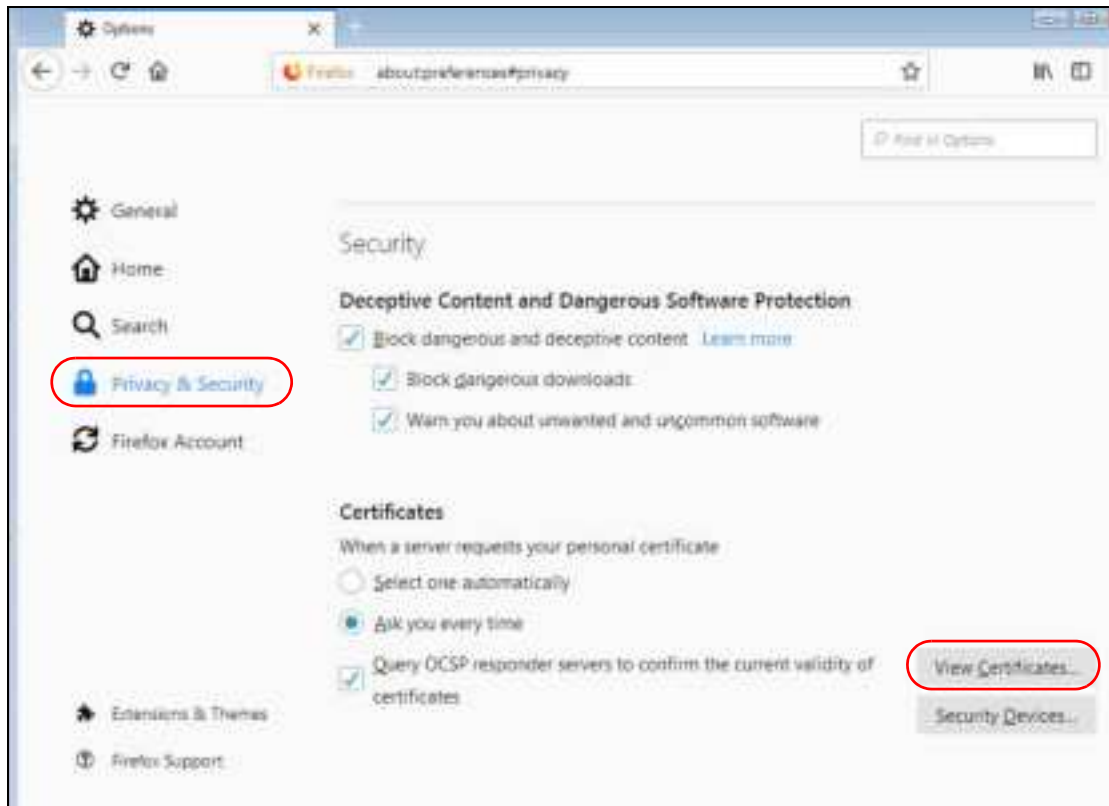 Options
Firefox about:preferences#privacy
Find in Options
General
Home
Search
Privacy & Security
Firefox Account
Extensions & Themes
Firefox Support
Security
Deceptive Content and Dangerous Software Protection
Block dangerous and deceptive content Learn more
Block dangerous downloads
Warn you about unwanted and uncommon software
Certificates
When a server requests your personal certificate
Select one automatically
Ask you every time
Query OCSP responder servers to confirm the current validity of
certificates
View Certificates...
Security Devices...